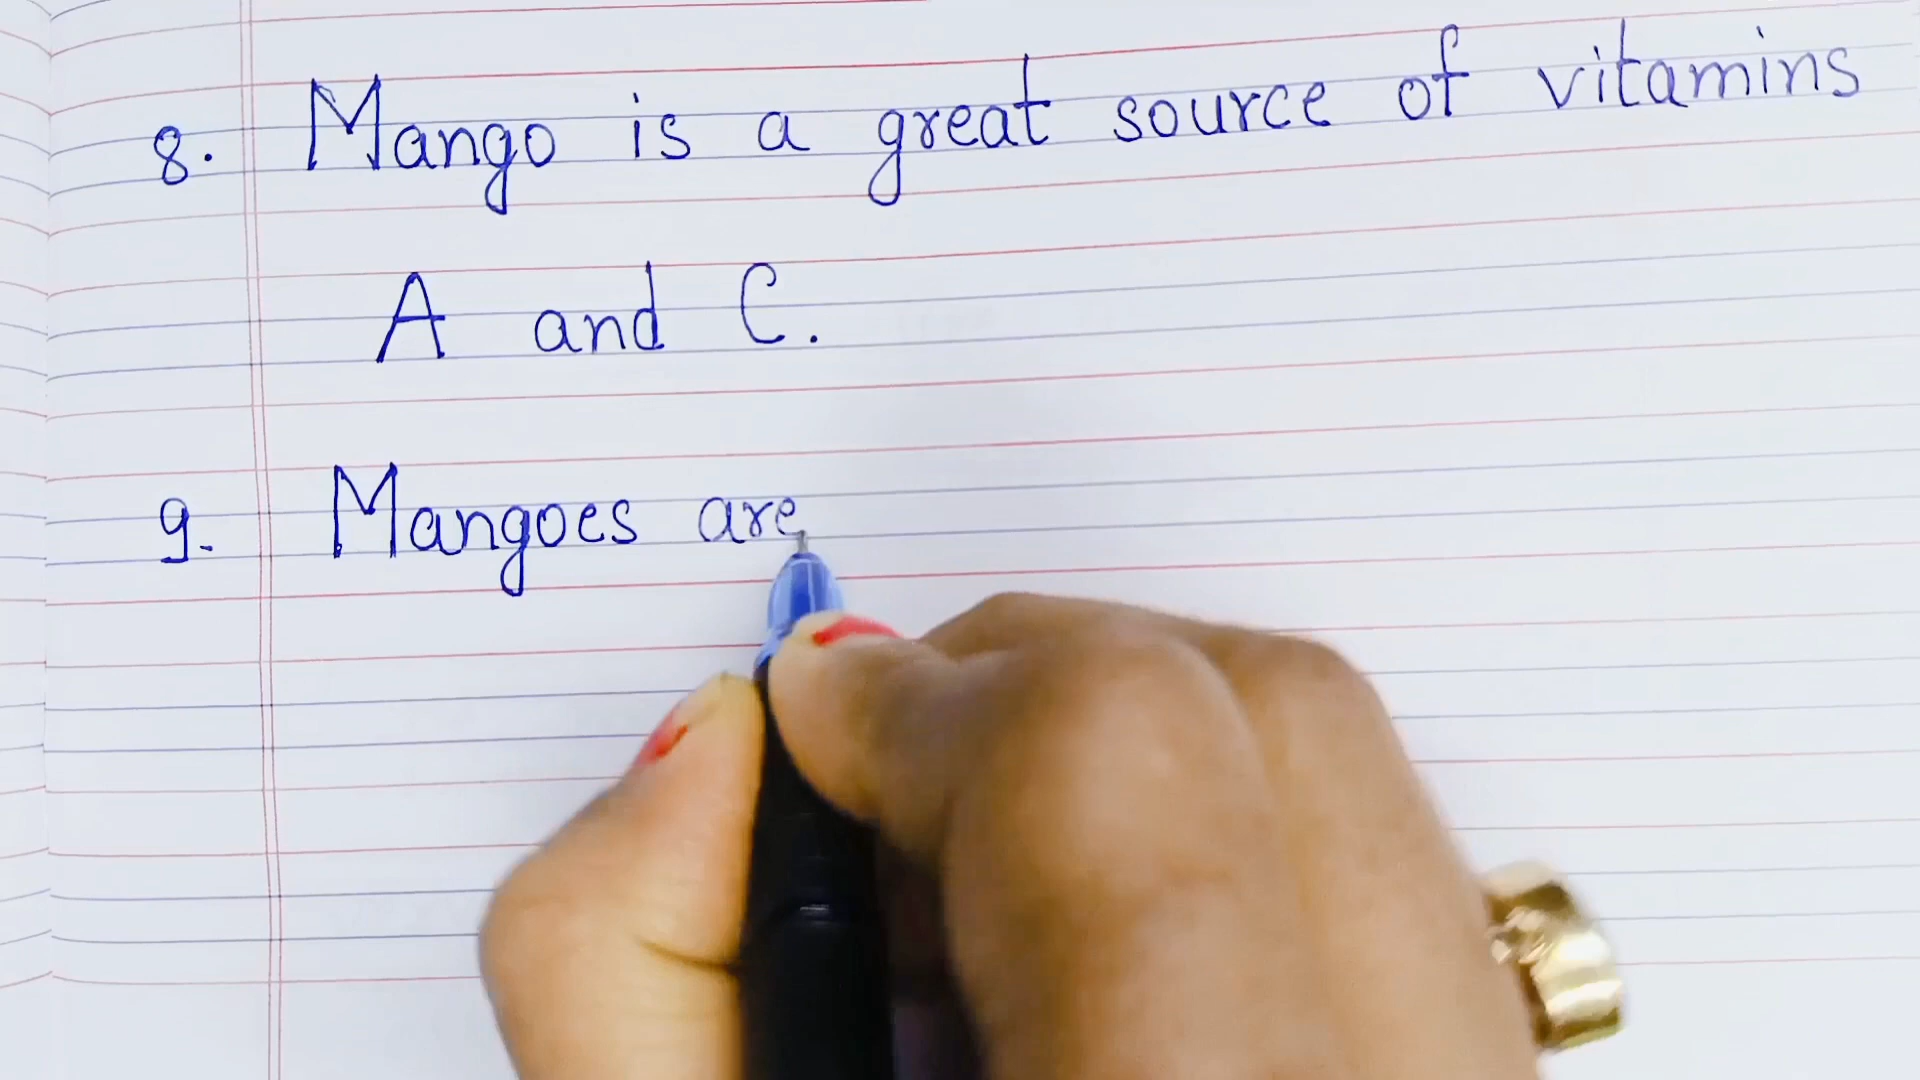 8. Mango is a great source of vitamins
A and C.
9. Mangoes are